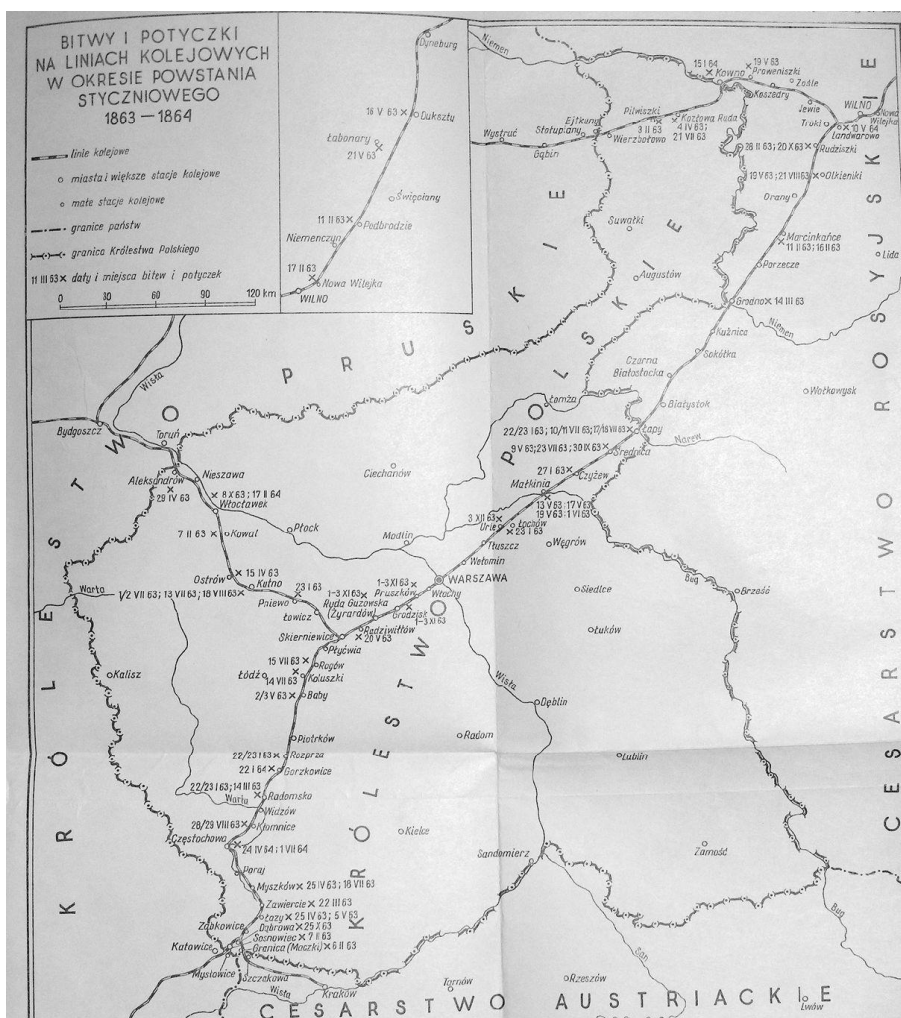 BITWY I POTYCZKI
NA LINIACH KOLEJOWYCH
W OKRESIE POWSTANIA
STYCZNIOWEGO
1863 — 1864
linie kolejowe
miasta i większe stacje kolejowe
małe stacje kolejowe
granice państw
granica Królestwa Polskiego
11 III 63 × daty i miejsca bitew i potyczek
0 30 60 120 km
Dyneburg
16 V 63 × Dukszty
Łabonary
× 21 V 63
Święciany
11 II 63 × Podbrodzie
Niemenczyn
17 II 63 ×
Nowa Wilejka
WILNO
Niemen
15 I 64 ×
Kowno
× 19 V 63
Proweniszki
Żośle
Koszedry
Jewie
WILNO
Nowa Wilejka
Troki
× 10 V 64
Landwarowo
Pilwiszki
× 3 II 63
Kozłowa Ruda
× 4 IV 63;
21 VII 63
Ejtkuny
Stołupiany
Wierzbołowo
Wystruć
Gąbin
28 II 63; 20 X 63 × Rudziszki
19 V 63; 21 VIII 63 × Olkieniki
Orany
Suwałki
Marcinkańce
× 11 II 63; 16 II 63
Lida
Augustów
Porzecze
Grodno × 14 III 63
Niemen
Kuźnica
Sokółka
Czarna
Białostocka
Wołkowysk
Białystok
Łomża
22/23 I 63; 10/11 VII 63; 17/18 VIII 63 × Łapy
Narew
9 V 63; 23 VII 63; 30 IX 63 ×
Średnica
27 I 63 ×
Czyżew
Małkinia
× 13 V 63; 17 V 63
19 V 63; 1 VI 63
3 XII 63 ×
Urle
Łochów
× 23 I 63
Tłuszcz
Węgrów
Wołomin
WARSZAWA
Włochy
Bug
Brześć
Siedlce
Łuków
Wisła
Bydgoszcz
Toruń
Aleksandrów
× 29 IV 63
Nieszawa
× 8 X 63; 17 II 64
Włocławek
Ciechanów
7 II 63 × Kowal
Płock
Modlin
Ostrów
× 15 IV 63
Kutno
Warta
1/2 VII 63; 13 VII 63; 18 VIII 63 ×
23 I 63 ×
Pniewo
Łowicz
1-3 XI 63 ×
Ruda Guzowska
(Żyrardów)
1-3 XI 63 ×
Pruszków
Grodzisk
× 1-3 XI 63
Radziwiłłów
× 20 V 63
Skierniewice
Płyćwia
15 VII 63 × Rogów
Łódź
× 14 VII 63
Koluszki
2/3 V 63 × Baby
Kalisz
Piotrków
22/23 I 63 × Rozprza
22 I 64 × Gorzkowice
22/23 I 63; 14 III 63 ×
Radomsko
Warta
Widzów
28/29 VIII 63 × Kłomnice
Częstochowa
× 24 IV 64; 1 VII 64
Poraj
Myszków × 25 IV 63; 18 VII 63
Zawiercie × 22 III 63
Łazy × 25 IV 63; 5 V 63
Ząbkowice
Dąbrowa × 25 X 63
Sosnowiec × 7 II 63
Granica (Maczki) × 6 II 63
Katowice
Mysłowice
Szczakowa
Wisła
Kraków
Radom
Wisła
Dęblin
Lublin
Kielce
Sandomierz
Zamość
Bug
San
Tarnów
Rzeszów
Lwów
KRÓLESTWO PRUSKIE
KRÓLESTWO POLSKIE
CESARSTWO ROSYJSKIE
CESARSTWO AUSTRIACKIE